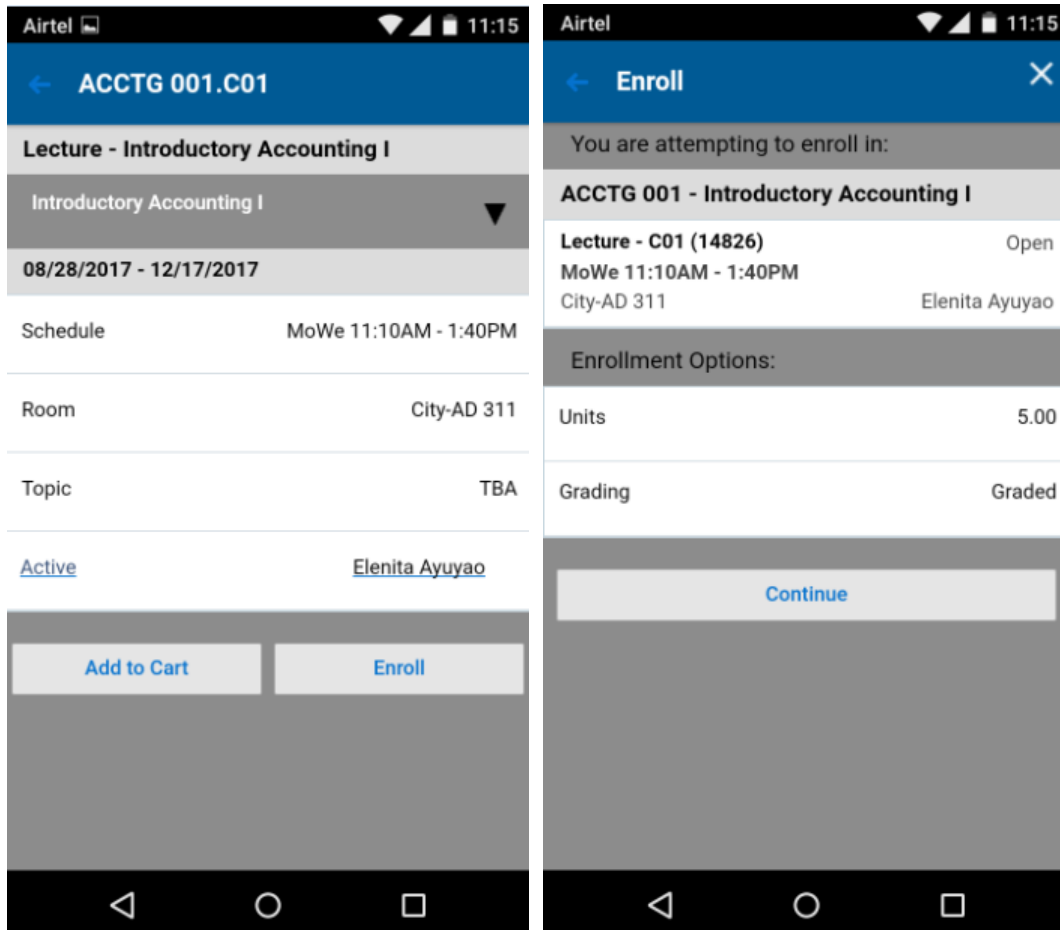 Airtel 11:15
ACCTG 001.C01
Lecture - Introductory Accounting I
Introductory Accounting I
08/28/2017 - 12/17/2017
Schedule MoWe 11:10AM - 1:40PM
Room City-AD 311
Topic TBA
Active Elenita Ayuyao
Add to Cart Enroll
Airtel 11:15
Enroll
You are attempting to enroll in:
ACCTG 001 - Introductory Accounting I
Lecture - C01 (14826) Open
MoWe 11:10AM - 1:40PM
City-AD 311 Elenita Ayuyao
Enrollment Options:
Units 5.00
Grading Graded
Continue